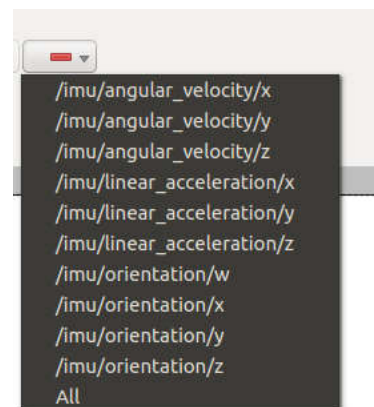 /imu/angular_velocity/x
/imu/angular_velocity/y
/imu/angular_velocity/z
/imu/linear_acceleration/x
/imu/linear_acceleration/y
/imu/linear_acceleration/z
/imu/orientation/w
/imu/orientation/x
/imu/orientation/y
/imu/orientation/z
All